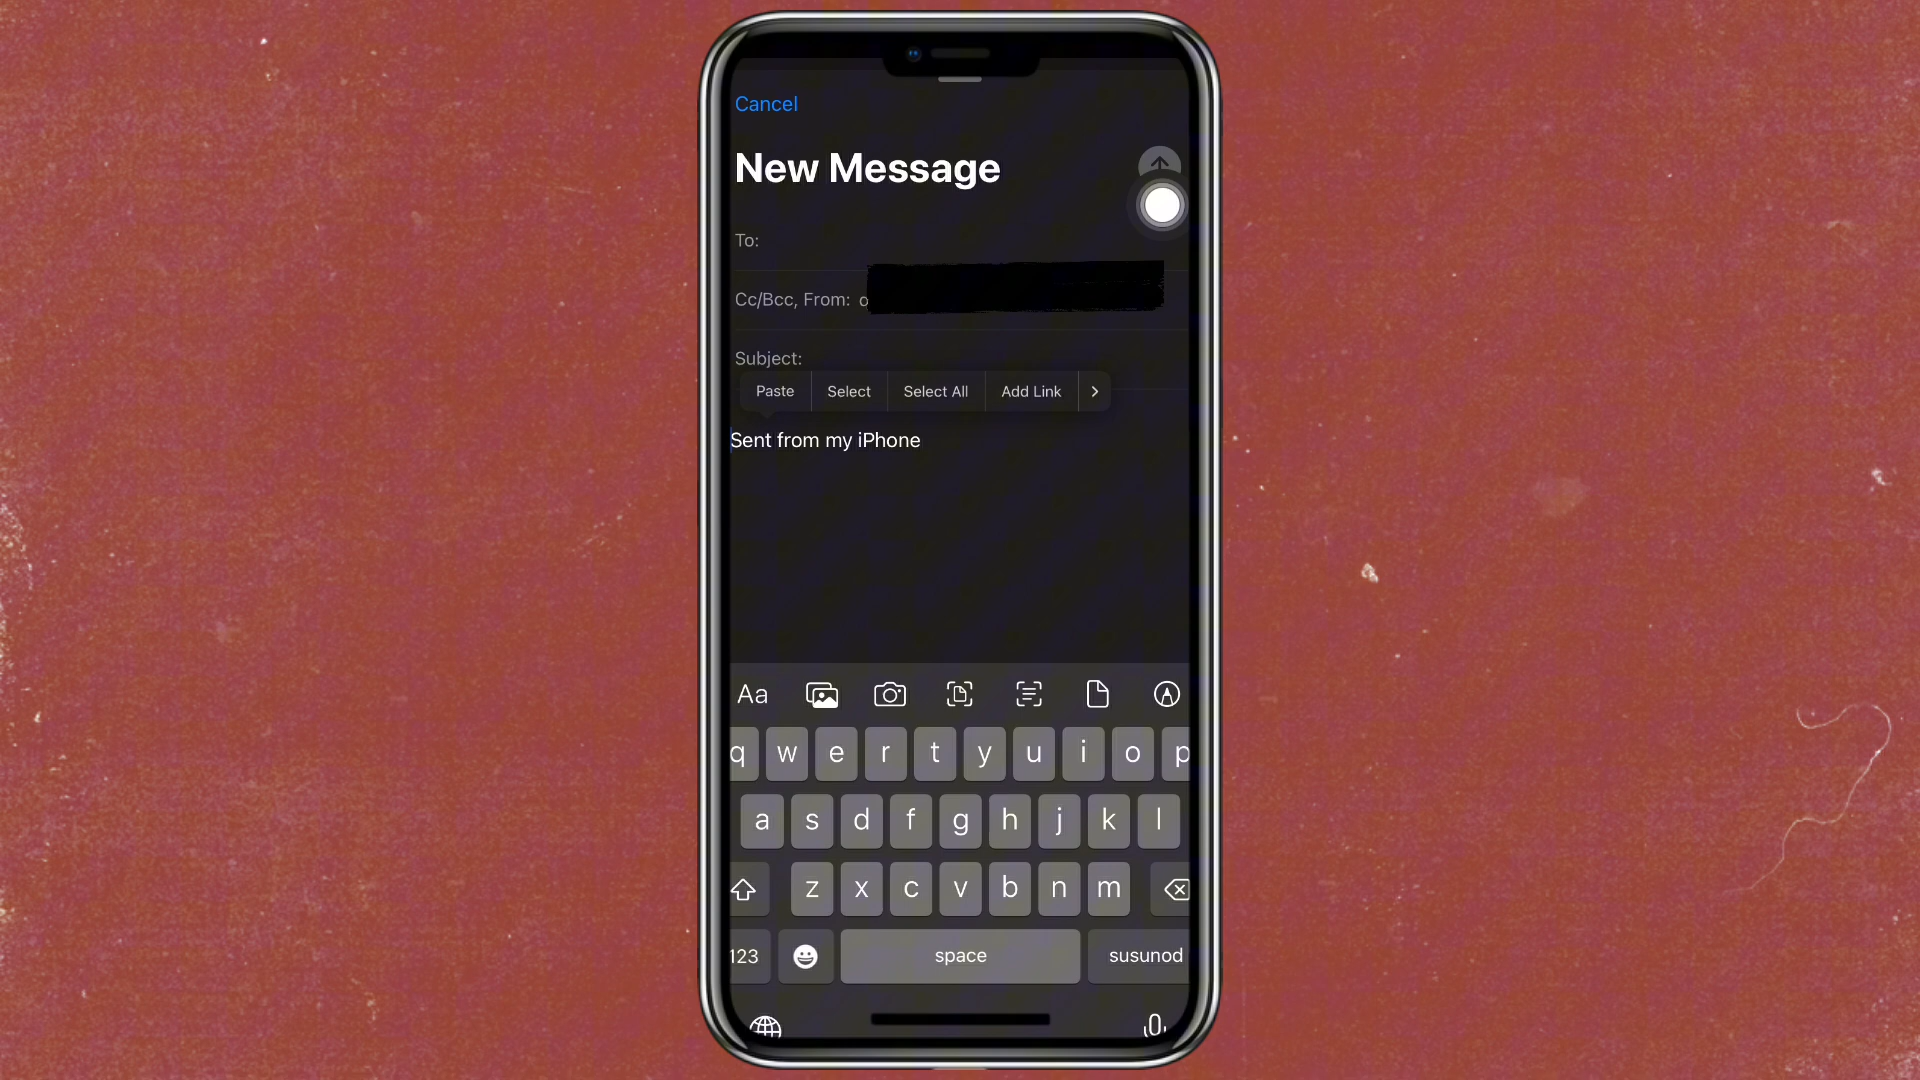 Cancel
New Message
To:
Cc/Bcc, From: o
Subject:
Paste Select Select All Add Link
Sent from my iPhone
Aa
q w e r t y u i o p
a s d f g h j k l
z x c v b n m
123 space susunod